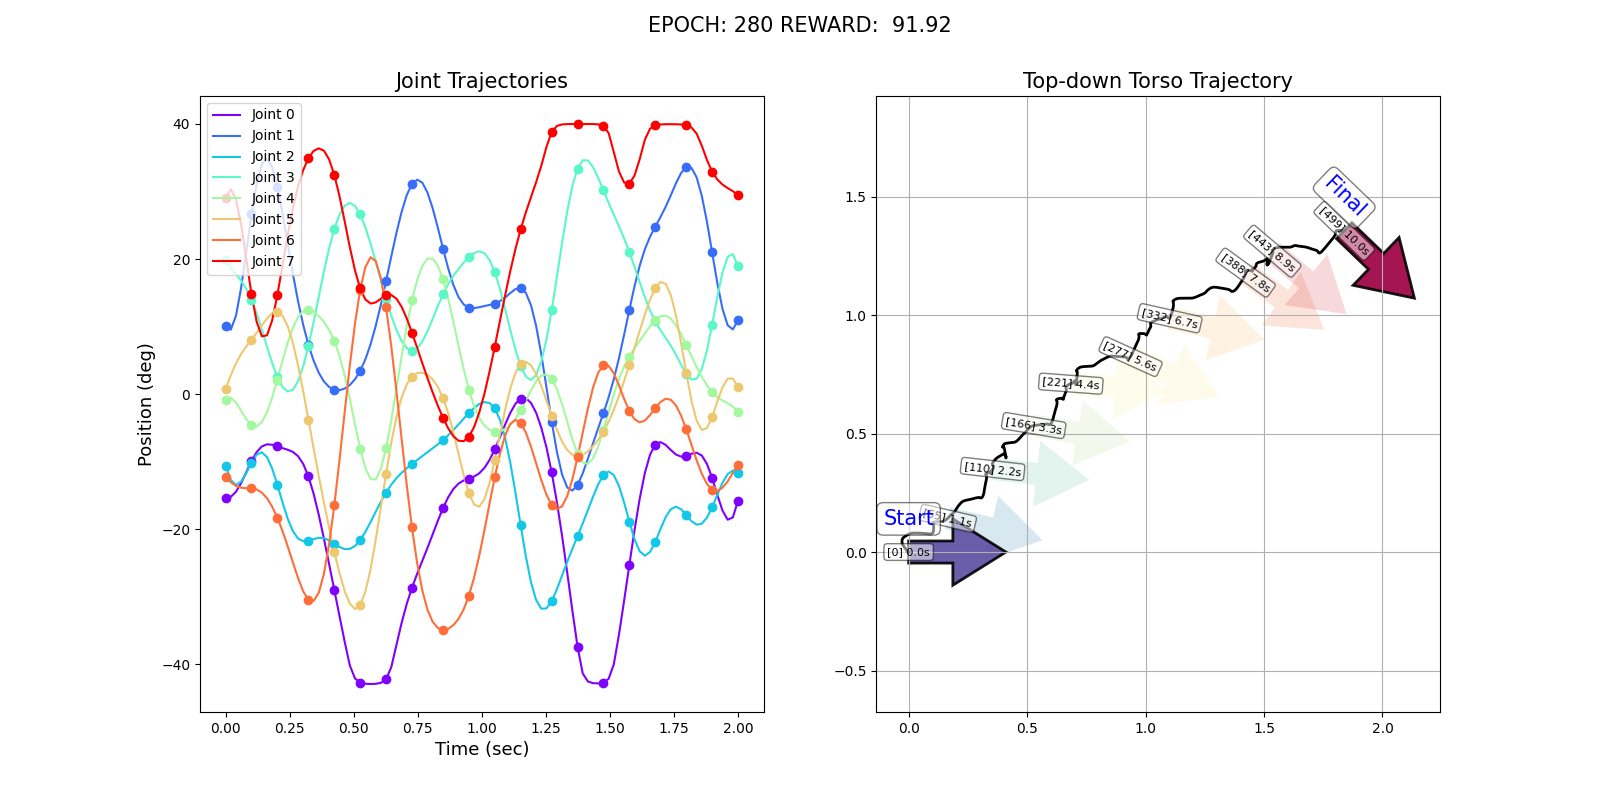 EPOCH: 280 REWARD:  91.92
Joint Trajectories
Joint 0
Joint 1
Joint 2
Joint 3
Joint 4
Joint 5
Joint 6
Joint 7
40
20
0
−20
−40
Position (deg)
0.00 0.25 0.50 0.75 1.00 1.25 1.50 1.75 2.00
Time (sec)
Top-down Torso Trajectory
1.5
1.0
0.5
0.0
−0.5
0.0 0.5 1.0 1.5 2.0
Final
[499] 10.0s
[443] 8.9s
[388] 7.8s
[332] 6.7s
[277] 5.6s
[221] 4.4s
[166] 3.3s
[110] 2.2s
1.1s
Start
[0] 0.0s